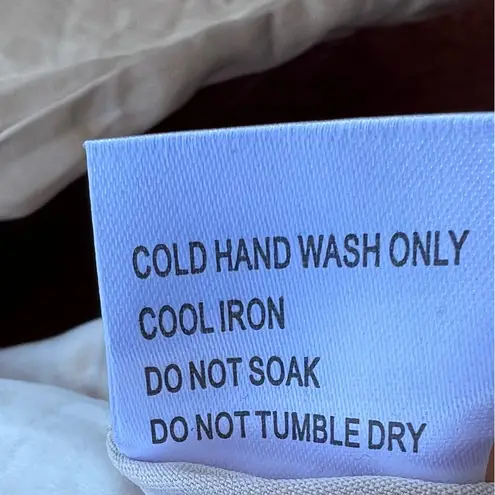 COLD HAND WASH ONLY
COOL IRON
DO NOT SOAK
DO NOT TUMBLE DRY